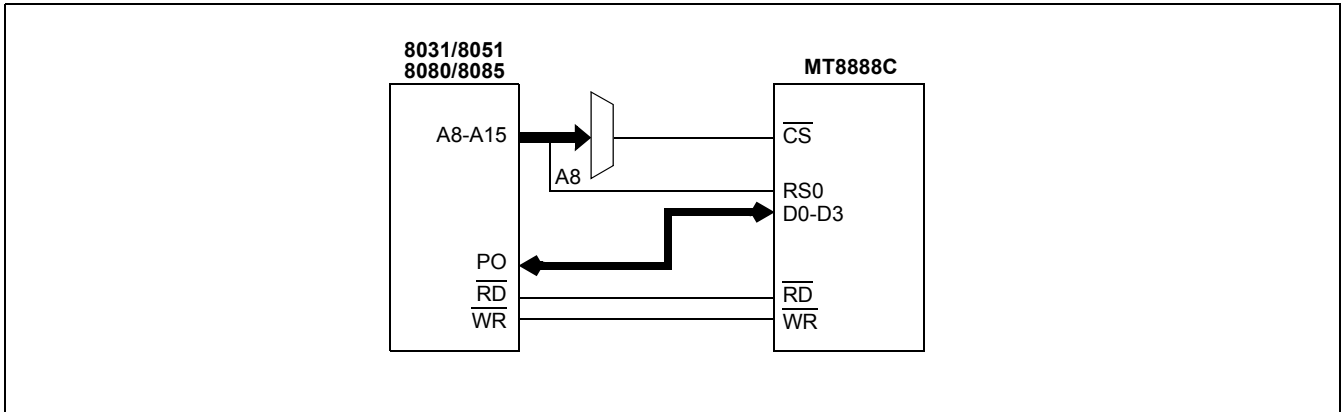 8031/8051
8080/8085
MT8888C
A8-A15
CS
A8
RS0
D0-D3
PO
RD
RD
WR
WR